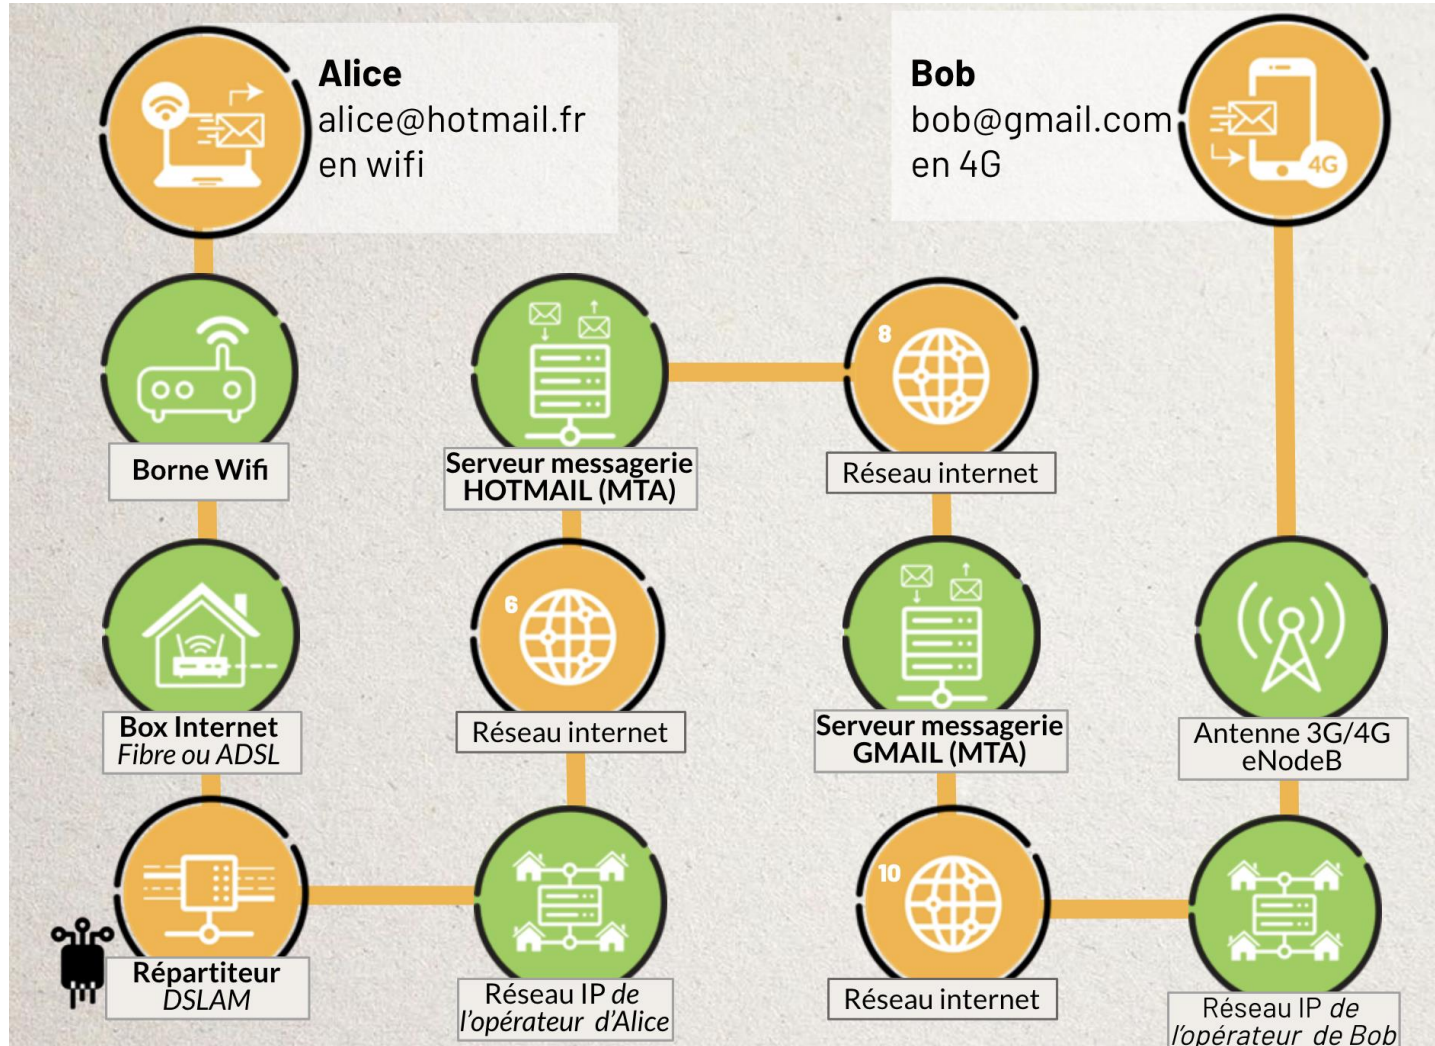 Alice
alice@hotmail.fr
en wifi
Bob
bob@gmail.com
en 4G
4G
Borne Wifi
Serveur messagerie
HOTMAIL (MTA)
8
Réseau internet
Box Internet
Fibre ou ADSL
6
Réseau internet
Serveur messagerie
GMAIL (MTA)
Antenne 3G/4G
eNodeB
Répartiteur
DSLAM
Réseau IP de
l'opérateur d'Alice
10
Réseau internet
Réseau IP de
l'opérateur de Bob